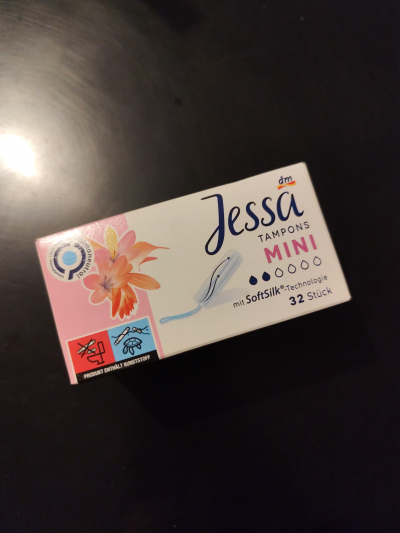 dm
Jessa
TAMPONS
MINI
mit SoftSilk®-Technologie
32 Stück
PRODUKT ENTHÄLT KUNSTSTOFF